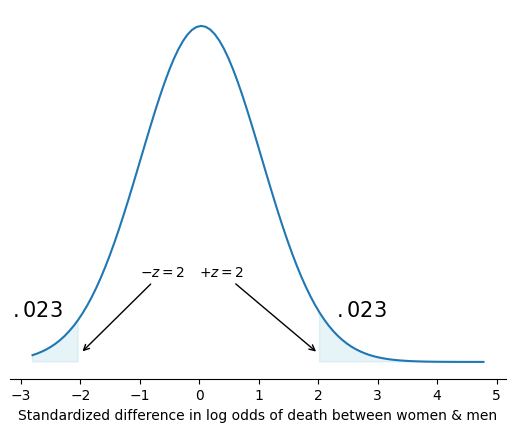 −z = 2 +z = 2
.023 .023
−3 −2 −1 0 1 2 3 4 5
Standardized difference in log odds of death between women & men